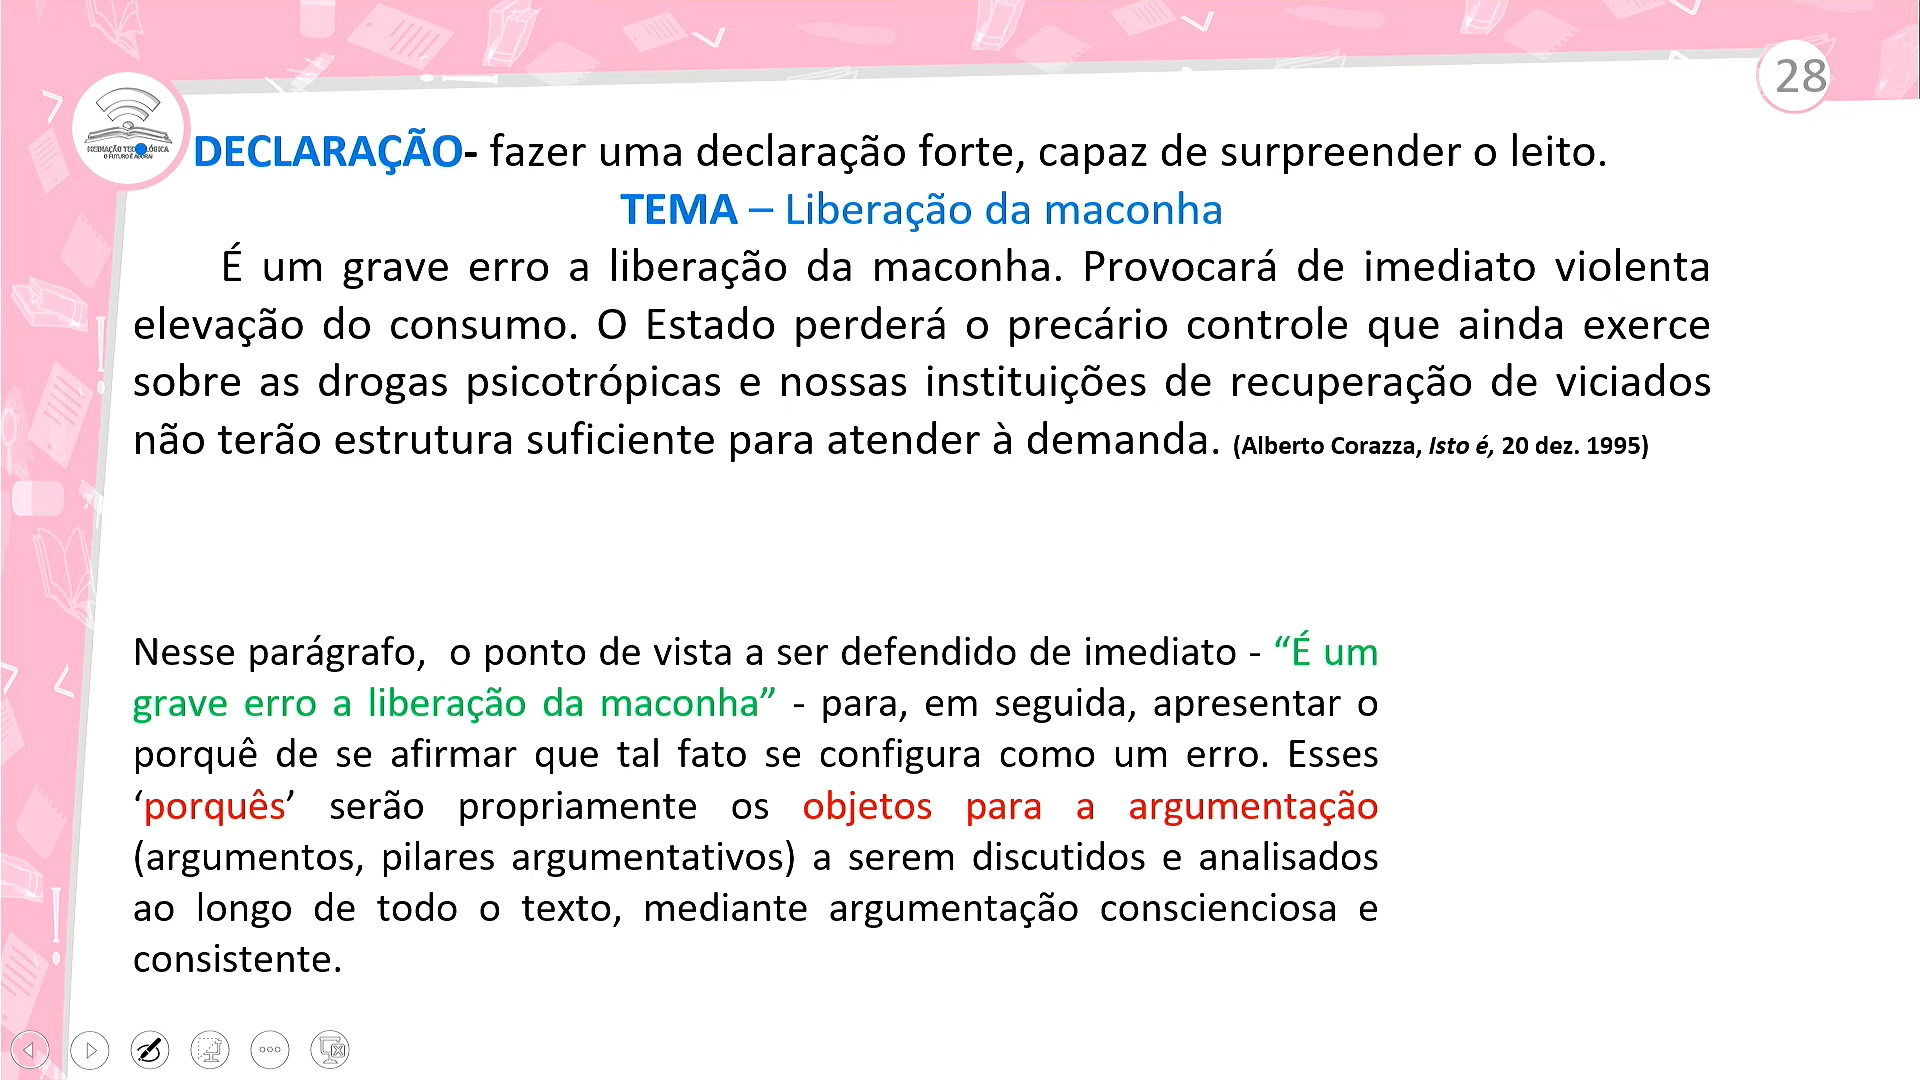 28
MEDIAÇÃO TECNOLÓGICA
O FUTURO É AGORA!
DECLARAÇÃO- fazer uma declaração forte, capaz de surpreender o leito.
TEMA – Liberação da maconha
É um grave erro a liberação da maconha. Provocará de imediato violenta
elevação do consumo. O Estado perderá o precário controle que ainda exerce
sobre as drogas psicotrópicas e nossas instituições de recuperação de viciados
não terão estrutura suficiente para atender à demanda. (Alberto Corazza, Isto é, 20 dez. 1995)
Nesse parágrafo,  o ponto de vista a ser defendido de imediato - “É um
grave erro a liberação da maconha” - para, em seguida, apresentar o
porquê de se afirmar que tal fato se configura como um erro. Esses
‘porquês’ serão propriamente os objetos para a argumentação
(argumentos, pilares argumentativos) a serem discutidos e analisados
ao longo de todo o texto, mediante argumentação conscienciosa e
consistente.